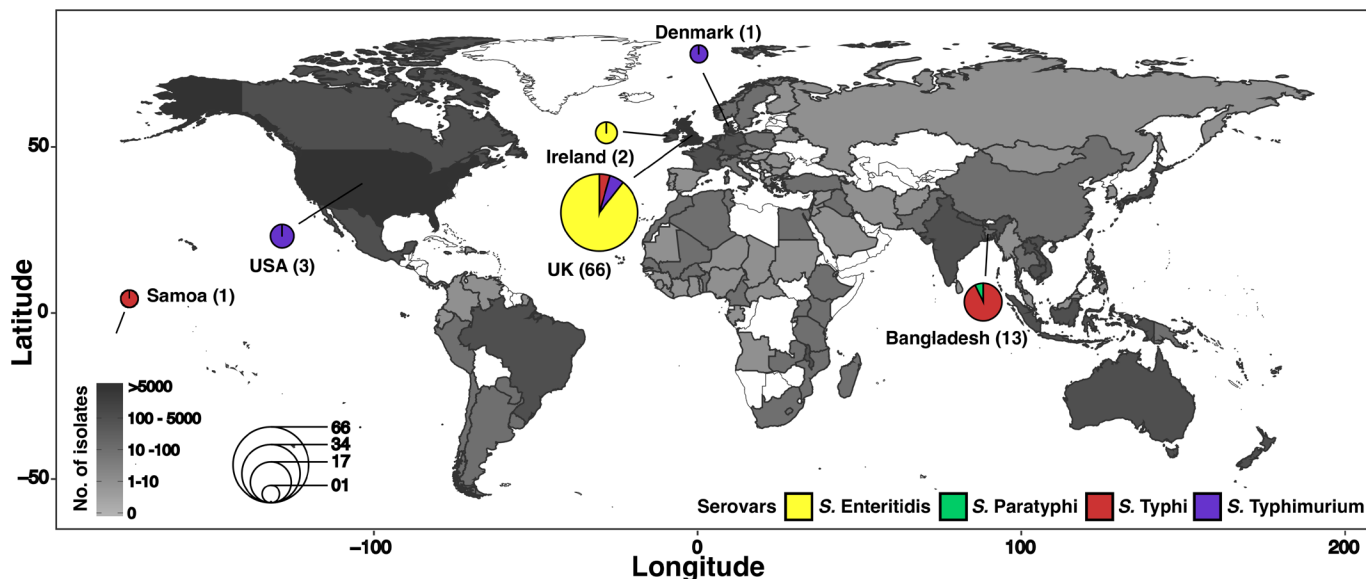 Denmark (1)
Ireland (2)
UK (66)
USA (3)
Samoa (1)
Bangladesh (13)
Latitude
50
0
−50
No. of isolates
>5000
100 - 5000
10 -100
1-10
0
66
34
17
01
Serovars S. Enteritidis S. Paratyphi S. Typhi S. Typhimurium
−100 0 100 200
Longitude